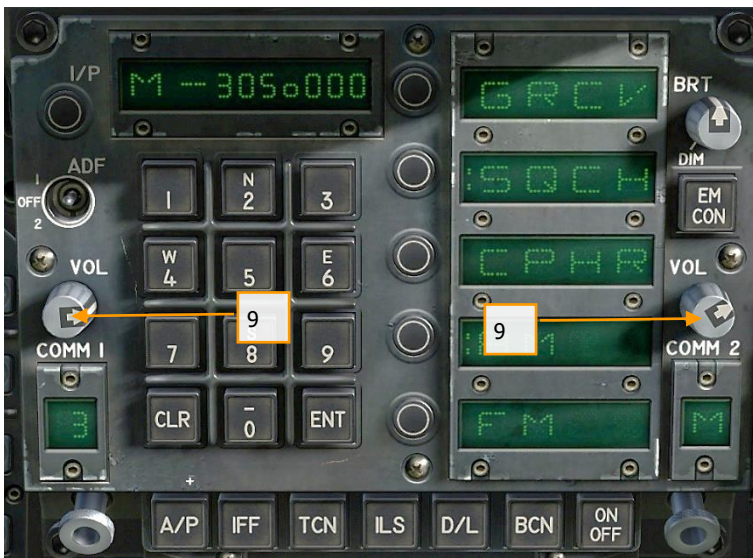 I/P
M -305.000
GRCV
BRT
DIM
ADF
1
OFF
2
1
N
2
3
:SQCH
EM
CON
VOL
W
4
5
E
6
CPHR
VOL
9
9
COMM 1
7
8
9
COMM 2
3
CLR
-
0
ENT
FM
M
A/P
IFF
TCN
ILS
D/L
BCN
ON
OFF